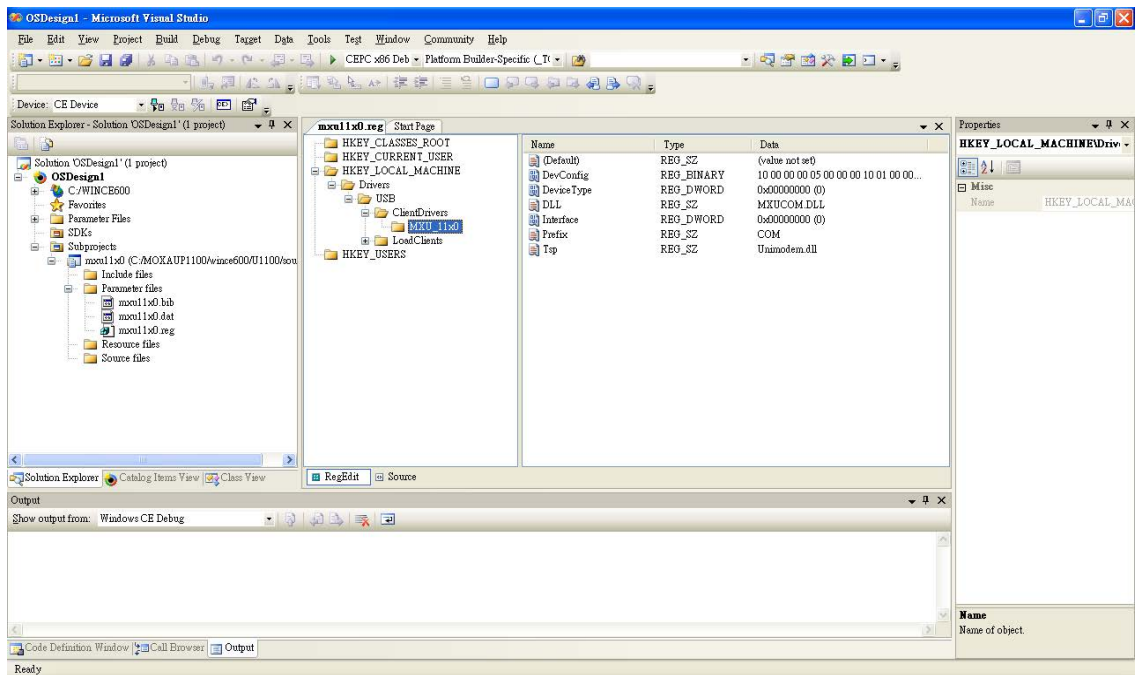 OSDesign1 - Microsoft Visual Studio
File Edit View Project Build Debug Target Data Tools Test Window Community Help
CEPC x86 Deb Platform Builder-Specific (_T(
Device: CE Device
Solution Explorer - Solution 'OSDesign1' (1 project)
Solution 'OSDesign1' (1 project)
OSDesign1
C:/WINCE600
Favorites
Parameter Files
SDKs
Subprojects
mxu11x0 (C:/MOXAUP1100/wince600/U1100/sou
Include files
Parameter files
mxu11x0.bib
mxu11x0.dat
mxu11x0.reg
Resource files
Source files
Solution Explorer Catalog Items View Class View
mxu11x0.reg Start Page
HKEY_CLASSES_ROOT
HKEY_CURRENT_USER
HKEY_LOCAL_MACHINE
Drivers
USB
ClientDrivers
MXU_11x0
LoadClients
HKEY_USERS
Name Type Data
(Default) REG_SZ (value not set)
DevConfig REG_BINARY 10 00 00 00 05 00 00 00 10 01 00 00...
DeviceType REG_DWORD 0x00000000 (0)
DLL REG_SZ MXUCOM.DLL
Interface REG_DWORD 0x00000000 (0)
Prefix REG_SZ COM
Tsp REG_SZ Unimodem.dll
RegEdit Source
Properties
HKEY_LOCAL_MACHINE\Driv
Misc
Name HKEY_LOCAL_MA
Name
Name of object.
Output
Show output from: Windows CE Debug
Code Definition Window Call Browser Output
Ready